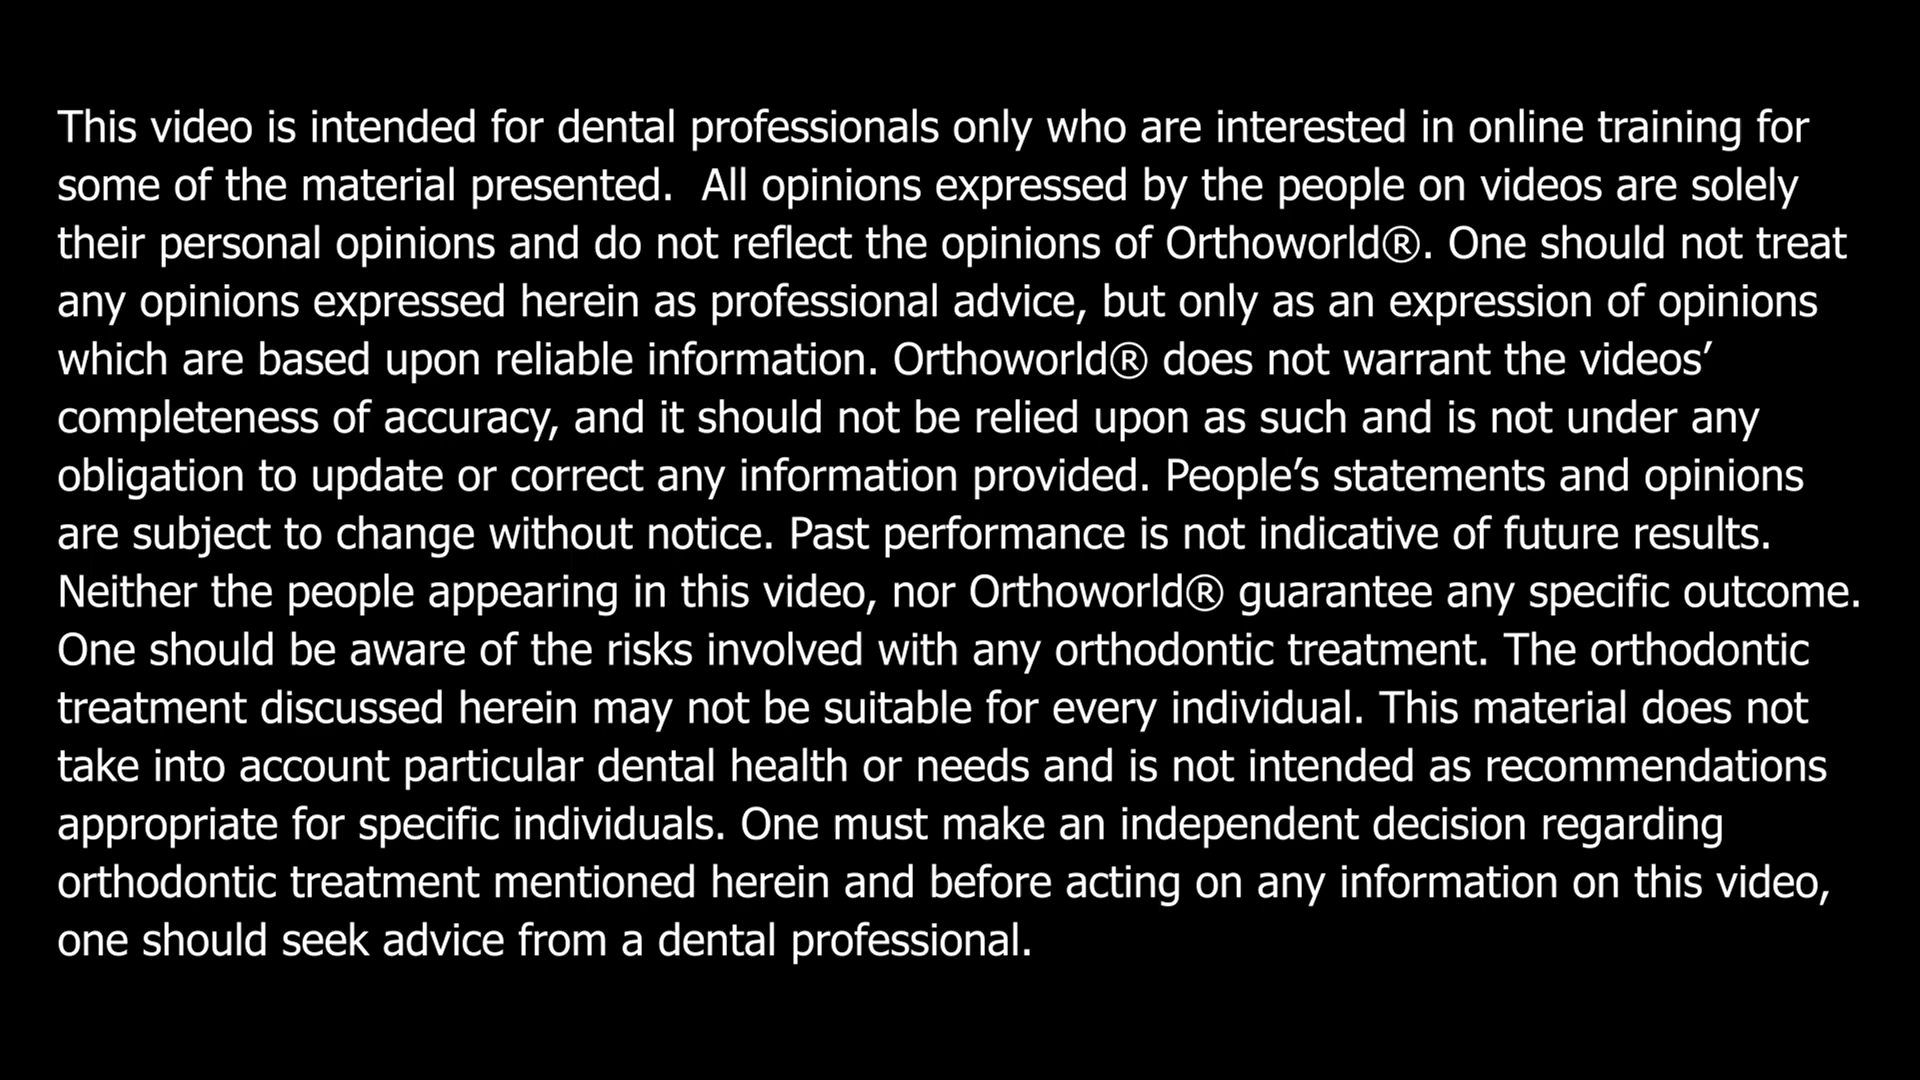 This video is intended for dental professionals only who are interested in online training for
some of the material presented.  All opinions expressed by the people on videos are solely
their personal opinions and do not reflect the opinions of Orthoworld®. One should not treat
any opinions expressed herein as professional advice, but only as an expression of opinions
which are based upon reliable information. Orthoworld® does not warrant the videos’
completeness of accuracy, and it should not be relied upon as such and is not under any
obligation to update or correct any information provided. People’s statements and opinions
are subject to change without notice. Past performance is not indicative of future results.
Neither the people appearing in this video, nor Orthoworld® guarantee any specific outcome.
One should be aware of the risks involved with any orthodontic treatment. The orthodontic
treatment discussed herein may not be suitable for every individual. This material does not
take into account particular dental health or needs and is not intended as recommendations
appropriate for specific individuals. One must make an independent decision regarding
orthodontic treatment mentioned herein and before acting on any information on this video,
one should seek advice from a dental professional.